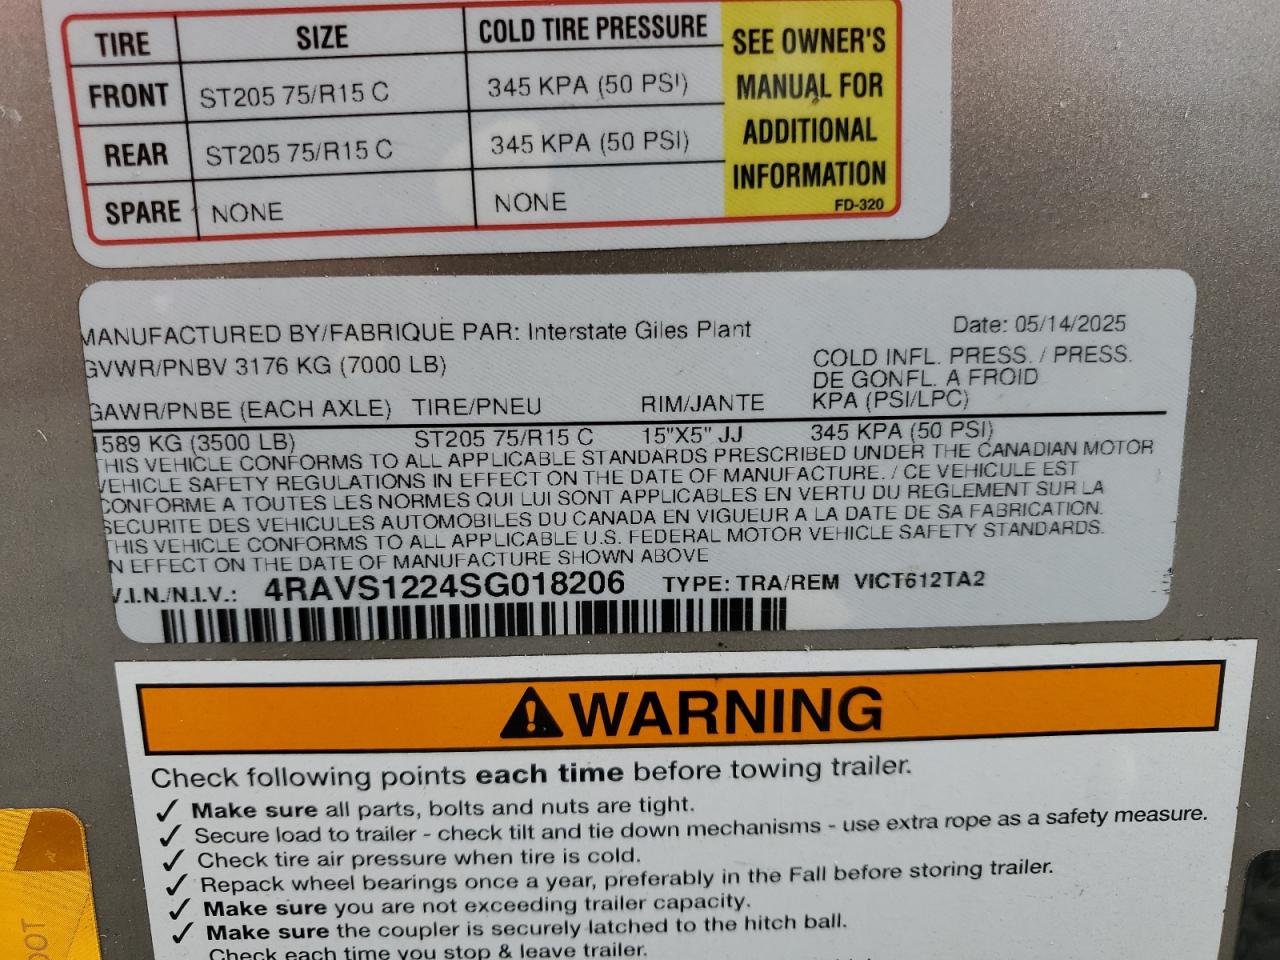 TIRE SIZE COLD TIRE PRESSURE SEE OWNER'S
FRONT ST205 75/R15 C 345 KPA (50 PSI) MANUAL FOR
REAR ST205 75/R15 C 345 KPA (50 PSI) ADDITIONAL
SPARE NONE NONE INFORMATION
FD-320
MANUFACTURED BY/FABRIQUE PAR: Interstate Giles Plant Date: 05/14/2025
GVWR/PNBV 3176 KG (7000 LB) COLD INFL. PRESS. / PRESS.
DE GONFL. A FROID
GAWR/PNBE (EACH AXLE) TIRE/PNEU RIM/JANTE KPA (PSI/LPC)
1589 KG (3500 LB) ST205 75/R15 C 15"X5" JJ 345 KPA (50 PSI)
THIS VEHICLE CONFORMS TO ALL APPLICABLE STANDARDS PRESCRIBED UNDER THE CANADIAN MOTOR
VEHICLE SAFETY REGULATIONS IN EFFECT ON THE DATE OF MANUFACTURE. / CE VEHICULE EST
CONFORME A TOUTES LES NORMES QUI LUI SONT APPLICABLES EN VERTU DU REGLEMENT SUR LA
SECURITE DES VEHICULES AUTOMOBILES DU CANADA EN VIGUEUR A LA DATE DE SA FABRICATION.
THIS VEHICLE CONFORMS TO ALL APPLICABLE U.S. FEDERAL MOTOR VEHICLE SAFETY STANDARDS.
IN EFFECT ON THE DATE OF MANUFACTURE SHOWN ABOVE
V.I.N./N.I.V.: 4RAVS1224SG018206 TYPE: TRA/REM VICT612TA2
WARNING
Check following points each time before towing trailer.
✓ Make sure all parts, bolts and nuts are tight.
✓ Secure load to trailer - check tilt and tie down mechanisms - use extra rope as a safety measure.
✓ Check tire air pressure when tire is cold.
✓ Repack wheel bearings once a year, preferably in the Fall before storing trailer.
✓ Make sure you are not exceeding trailer capacity.
✓ Make sure the coupler is securely latched to the hitch ball.
Check each time you stop & leave trailer.